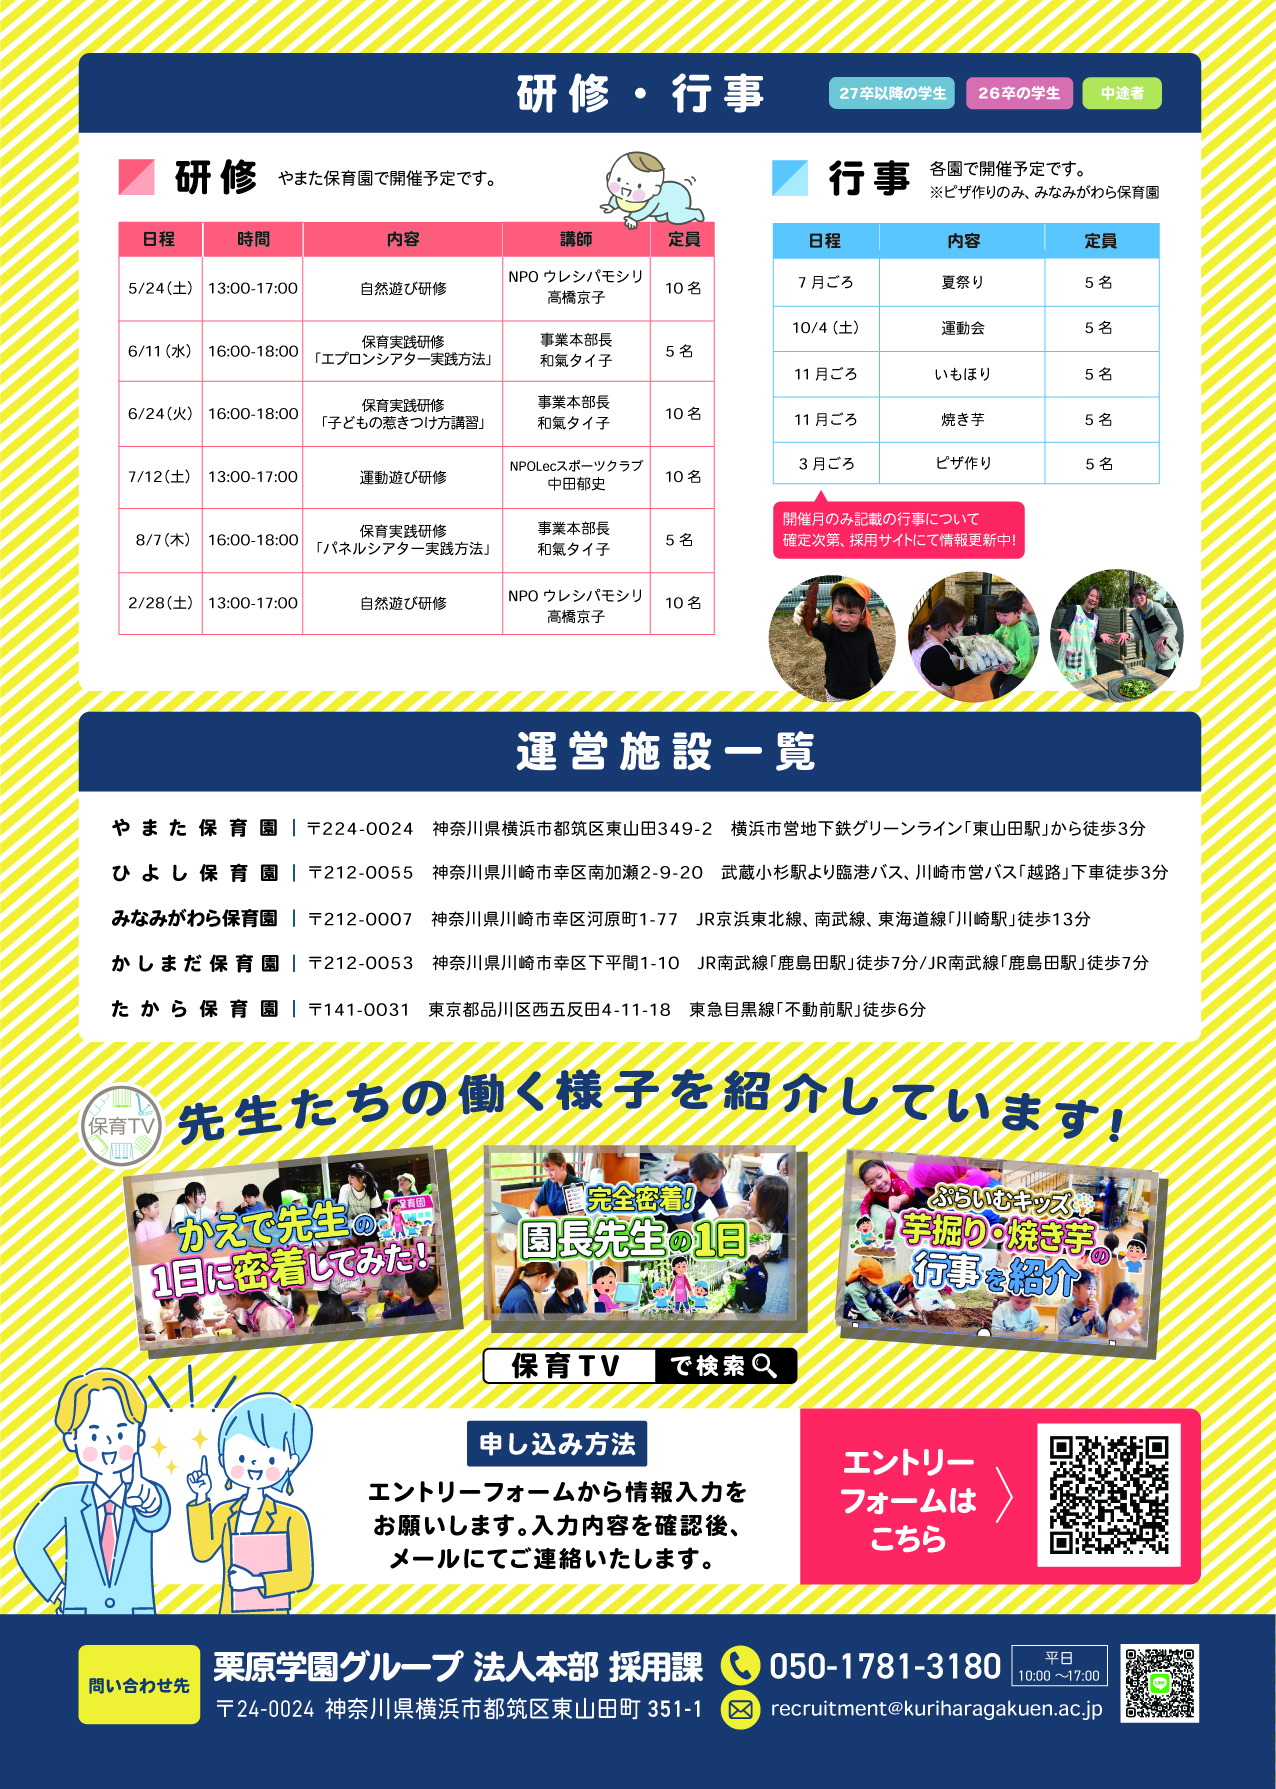 研修・行事
27卒以降の学生
26卒の学生
中途者
研修
やまた保育園で開催予定です。
日程 時間 内容 講師 定員
5/24(土) 13:00-17:00 自然遊び研修 NPO ウレシパモシリ 高橋京子 10 名
6/11(水) 16:00-18:00 保育実践研修「エプロンシアター実践方法」 事業本部長 和氣タイ子 5 名
6/24(火) 16:00-18:00 保育実践研修「子どもの惹きつけ方講習」 事業本部長 和氣タイ子 10 名
7/12(土) 13:00-17:00 運動遊び研修 NPOLecスポーツクラブ 中田郁史 10 名
8/7(木) 16:00-18:00 保育実践研修「パネルシアター実践方法」 事業本部長 和氣タイ子 5 名
2/28(土) 13:00-17:00 自然遊び研修 NPO ウレシパモシリ 高橋京子 10 名
行事
各園で開催予定です。
※ピザ作りのみ、みなみがわら保育園
日程 内容 定員
7 月ごろ 夏祭り 5 名
10/4 (土) 運動会 5 名
11 月ごろ いもほり 5 名
11 月ごろ 焼き芋 5 名
3 月ごろ ピザ作り 5 名
開催月のみ記載の行事について
確定次第、採用サイトにて情報更新中!
運営施設一覧
やまた保育園 | 〒224-0024 神奈川県横浜市都筑区東山田349-2 横浜市営地下鉄グリーンライン「東山田駅」から徒歩3分
ひよし保育園 | 〒212-0055 神奈川県川崎市幸区南加瀬2-9-20 武蔵小杉駅より臨港バス、川崎市営バス「越路」下車徒歩3分
みなみがわら保育園 | 〒212-0007 神奈川県川崎市幸区河原町1-77 JR京浜東北線、南武線、東海道線「川崎駅」徒歩13分
かしまだ保育園 | 〒212-0053 神奈川県川崎市幸区下平間1-10 JR南武線「鹿島田駅」徒歩7分/JR南武線「鹿島田駅」徒歩7分
たから保育園 | 〒141-0031 東京都品川区西五反田4-11-18 東急目黒線「不動前駅」徒歩6分
保育TV
先生たちの働く様子を紹介しています!
かえで先生の
保育園
1日に密着してみた!
完全密着!
園長先生の1日
ぷらいむキッズ
芋掘り・焼き芋の
行事を紹介
保育TV で検索
申し込み方法
エントリーフォームから情報入力を
お願いします。入力内容を確認後、
メールにてご連絡いたします。
エントリー
フォームは
こちら
問い合わせ先
栗原学園グループ 法人本部 採用課
〒24-0024 神奈川県横浜市都筑区東山田町 351-1
050-1781-3180
平日
10:00 ～17:00
recruitment@kuriharagakuen.ac.jp
LINE